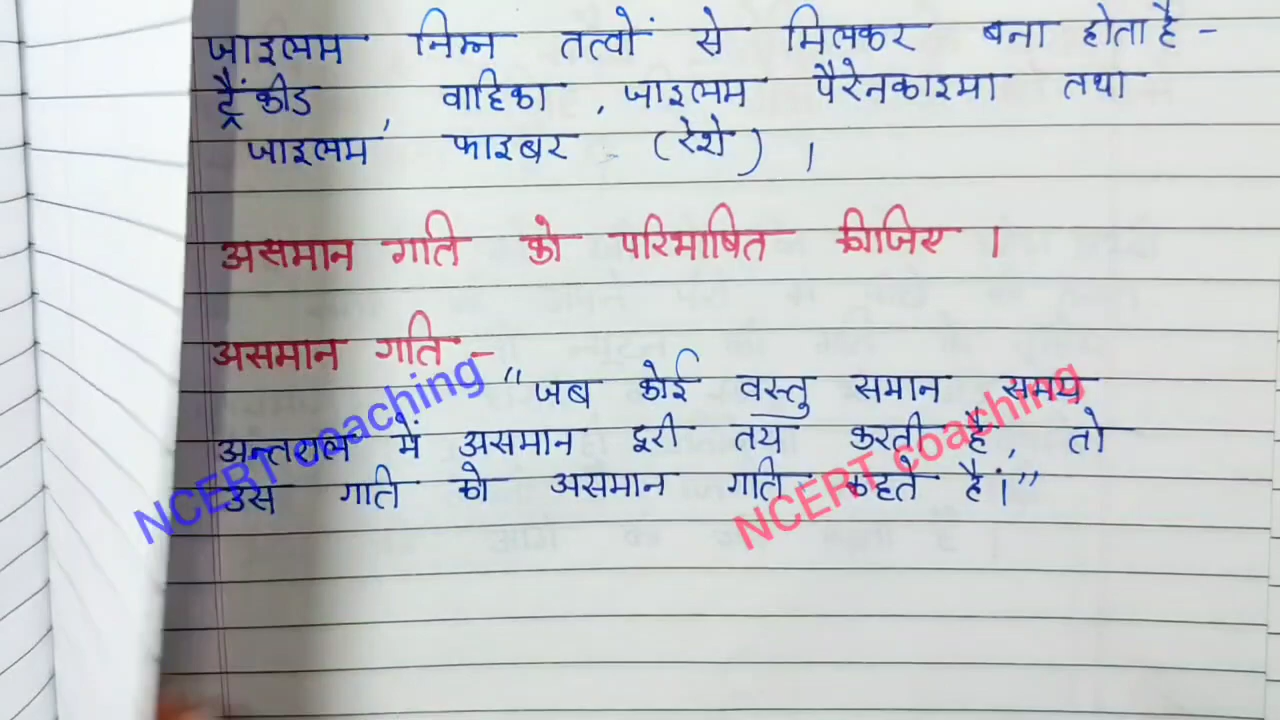 जाइलम निम्न तत्वों से मिलकर बना होता है -
ट्रैकीड, वाहिका, जाइलम पैरेनकाइमा तथा
जाइलम फाइबर (रेशे) ।
असमान गति को परिभाषित कीजिए ।
असमान गति -
"जब कोई वस्तु समान समय
अन्तराल में असमान दूरी तय करती है, तो
उस गति को असमान गति कहते हैं।"
NCERT coaching
NCERT coaching